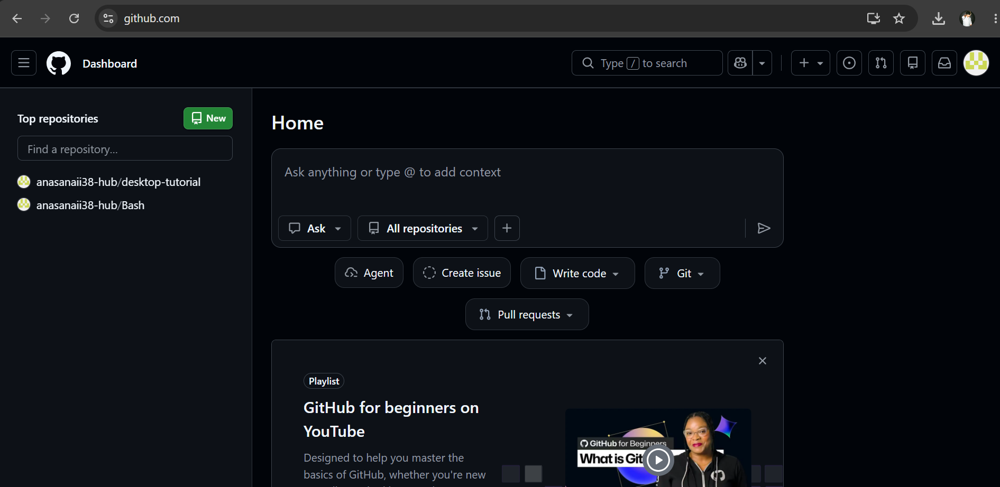 github.com
Dashboard
Type / to search
Top repositories
New
Find a repository...
anasanaii38-hub/desktop-tutorial
anasanaii38-hub/Bash
Home
Ask anything or type @ to add context
Ask
All repositories
Agent
Create issue
Write code
Git
Pull requests
Playlist
GitHub for beginners on
YouTube
Designed to help you master the
basics of GitHub, whether you're new
GitHub for Beginners
What is Git